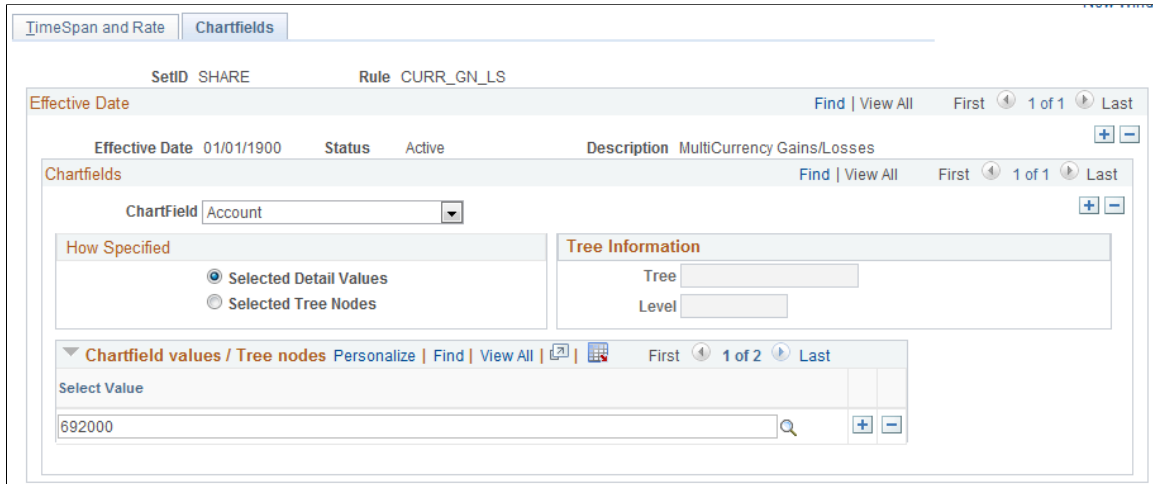 New Wind
TimeSpan and Rate Chartfields
SetID SHARE Rule CURR_GN_LS
Effective Date Find | View All First 1 of 1 Last
Effective Date 01/01/1900 Status Active Description MultiCurrency Gains/Losses
Chartfields Find | View All First 1 of 1 Last
ChartField Account
How Specified Tree Information
Selected Detail Values Tree
Selected Tree Nodes Level
Chartfield values / Tree nodes Personalize | Find | View All | | First 1 of 2 Last
Select Value
692000